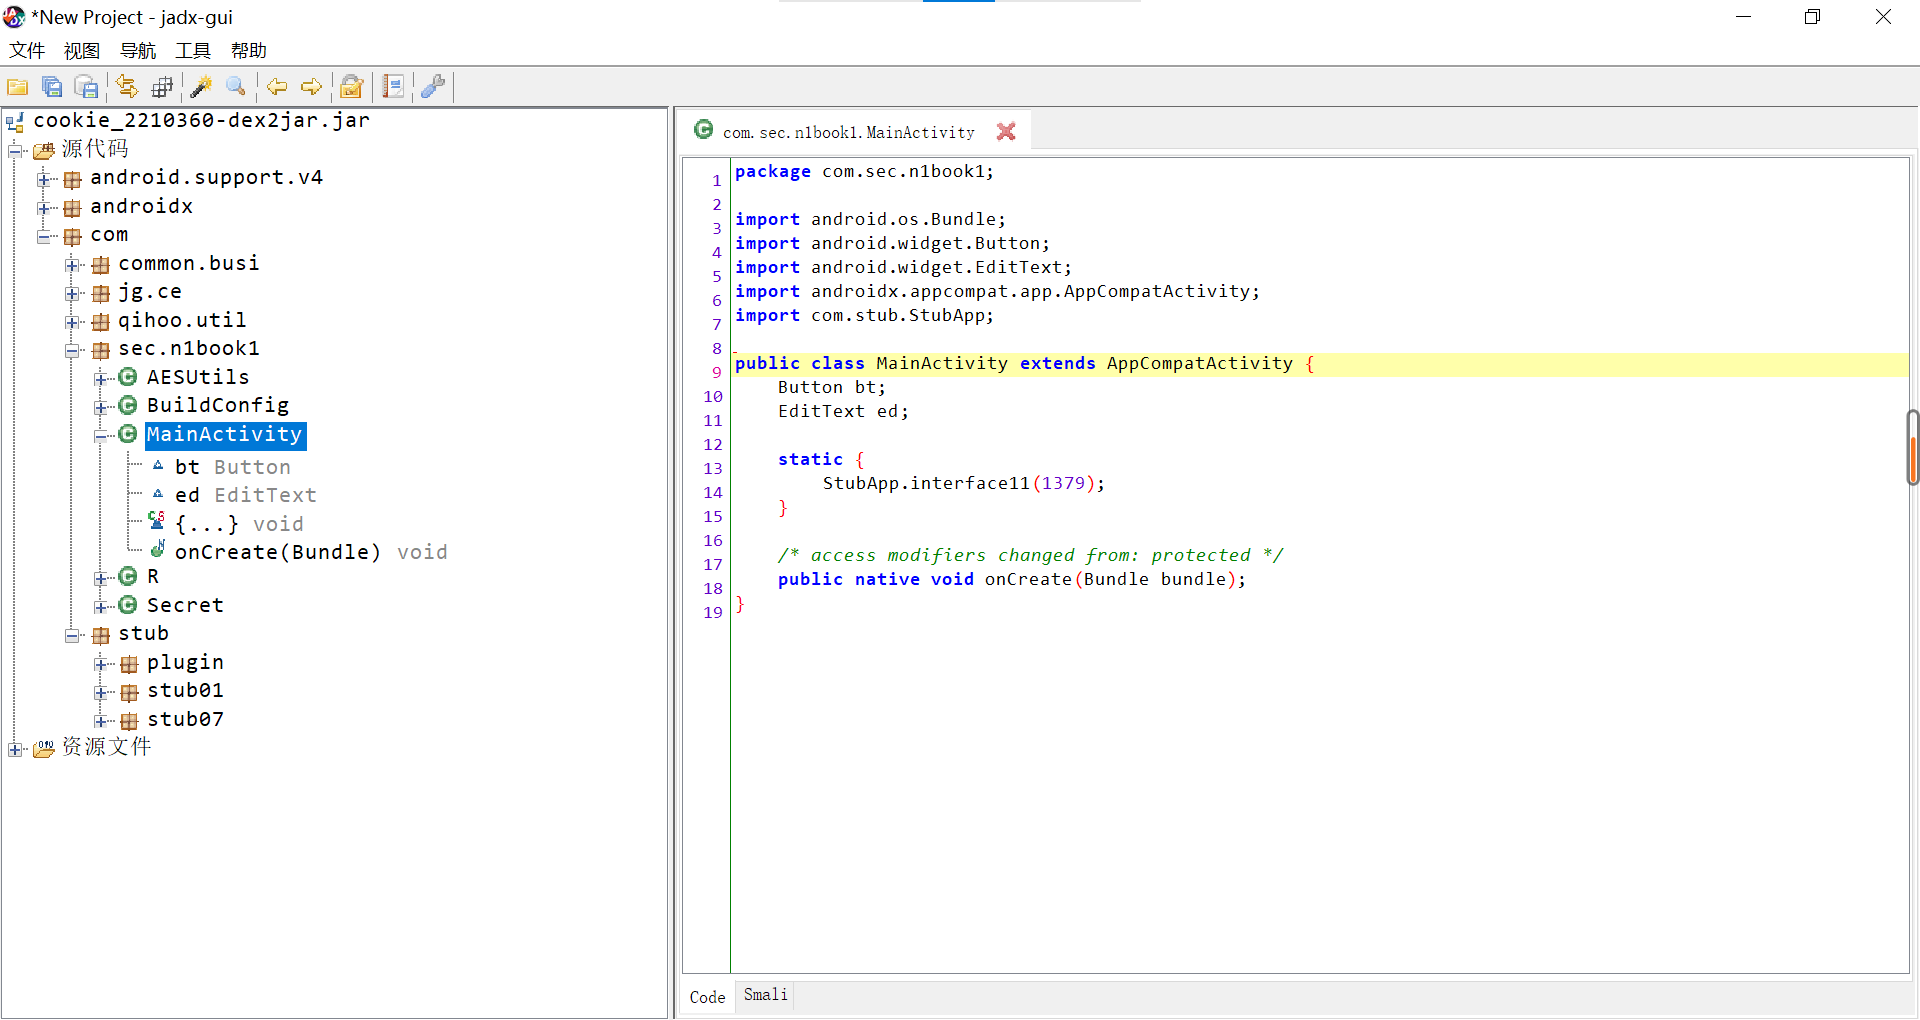 *New Project - jadx-gui
文件 视图 导航 工具 帮助
cookie_2210360-dex2jar.jar
源代码
android.support.v4
androidx
com
common.busi
jg.ce
qihoo.util
sec.n1book1
AESUtils
BuildConfig
MainActivity
bt Button
ed EditText
{...} void
onCreate(Bundle) void
R
Secret
stub
plugin
stub01
stub07
资源文件
com.sec.n1book1.MainActivity
1 package com.sec.n1book1;
2
3 import android.os.Bundle;
4 import android.widget.Button;
5 import android.widget.EditText;
6 import androidx.appcompat.app.AppCompatActivity;
7 import com.stub.StubApp;
8
9 public class MainActivity extends AppCompatActivity {
10     Button bt;
11     EditText ed;
12
13     static {
14         StubApp.interface11(1379);
15     }
16
17     /* access modifiers changed from: protected */
18     public native void onCreate(Bundle bundle);
19 }
Code Smali